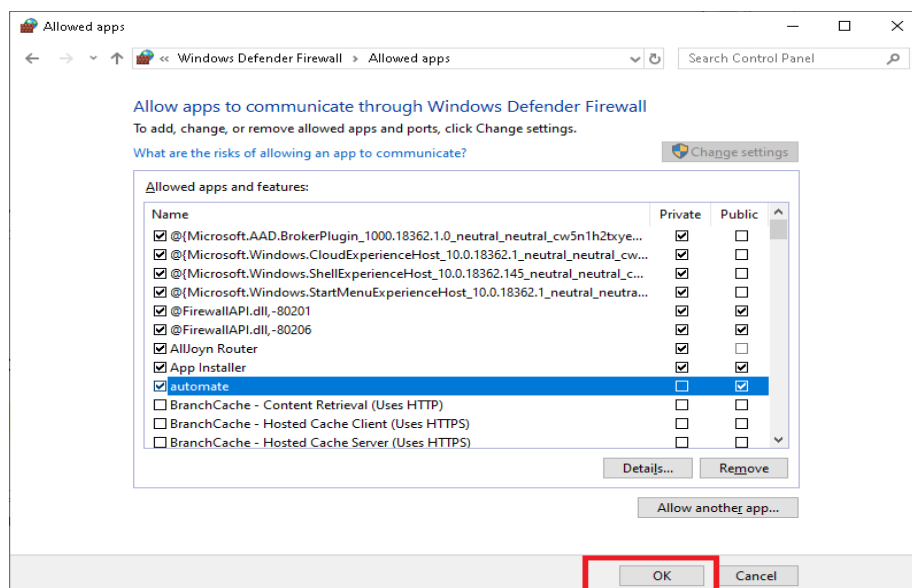 Allowed apps
« Windows Defender Firewall > Allowed apps Search Control Panel
Allow apps to communicate through Windows Defender Firewall
To add, change, or remove allowed apps and ports, click Change settings.
What are the risks of allowing an app to communicate? Change settings
Allowed apps and features:
Name Private Public
@{Microsoft.AAD.BrokerPlugin_1000.18362.1.0_neutral_neutral_cw5n1h2txye...
@{Microsoft.Windows.CloudExperienceHost_10.0.18362.1_neutral_neutral_cw...
@{Microsoft.Windows.ShellExperienceHost_10.0.18362.145_neutral_neutral_c...
@{Microsoft.Windows.StartMenuExperienceHost_10.0.18362.1_neutral_neutra...
@FirewallAPI.dll,-80201
@FirewallAPI.dll,-80206
AllJoyn Router
App Installer
automate
BranchCache - Content Retrieval (Uses HTTP)
BranchCache - Hosted Cache Client (Uses HTTPS)
BranchCache - Hosted Cache Server (Uses HTTPS)
Details... Remove
Allow another app...
OK Cancel